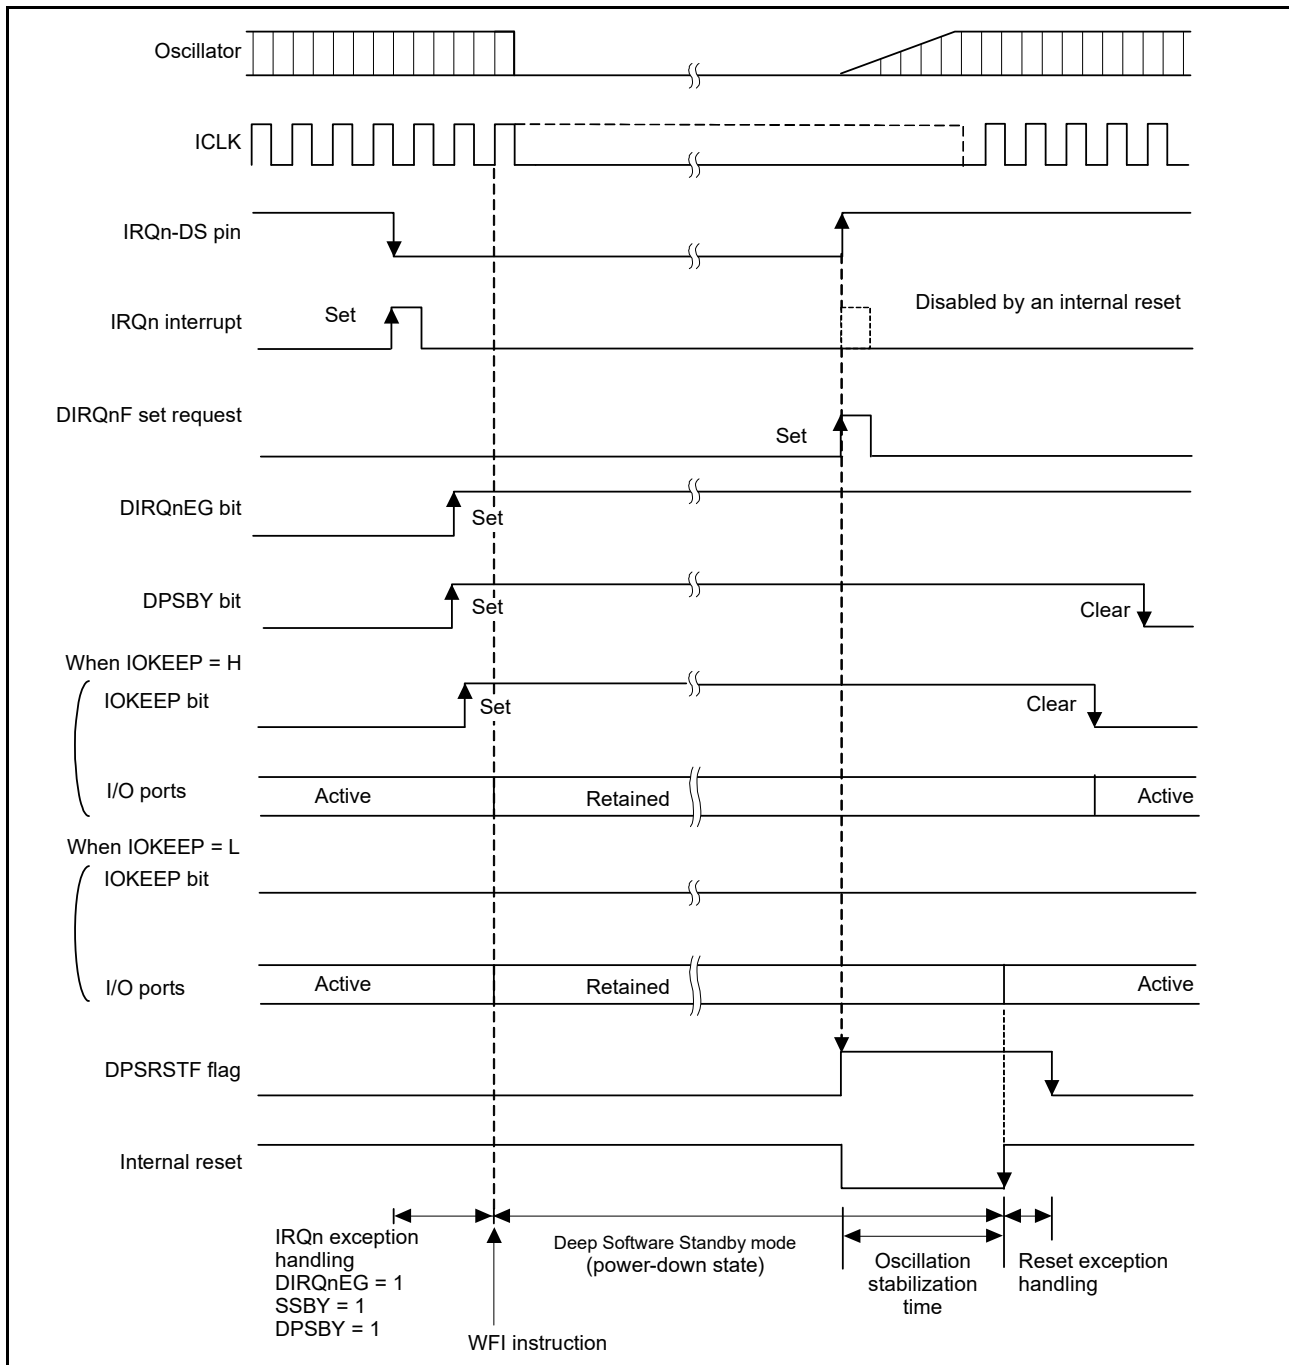 Oscillator
ICLK
IRQn-DS pin
Disabled by an internal reset
IRQn interrupt
Set
DIRQnF set request
Set
DIRQnEG bit
Set
DPSBY bit
Set
Clear
When IOKEEP = H
IOKEEP bit
Set
Clear
I/O ports
Active
Retained
Active
When IOKEEP = L
IOKEEP bit
I/O ports
Active
Retained
Active
DPSRSTF flag
Internal reset
IRQn exception
handling
DIRQnEG = 1
SSBY = 1
DPSBY = 1
WFI instruction
Deep Software Standby mode
(power-down state)
Oscillation
stabilization
time
Reset exception
handling